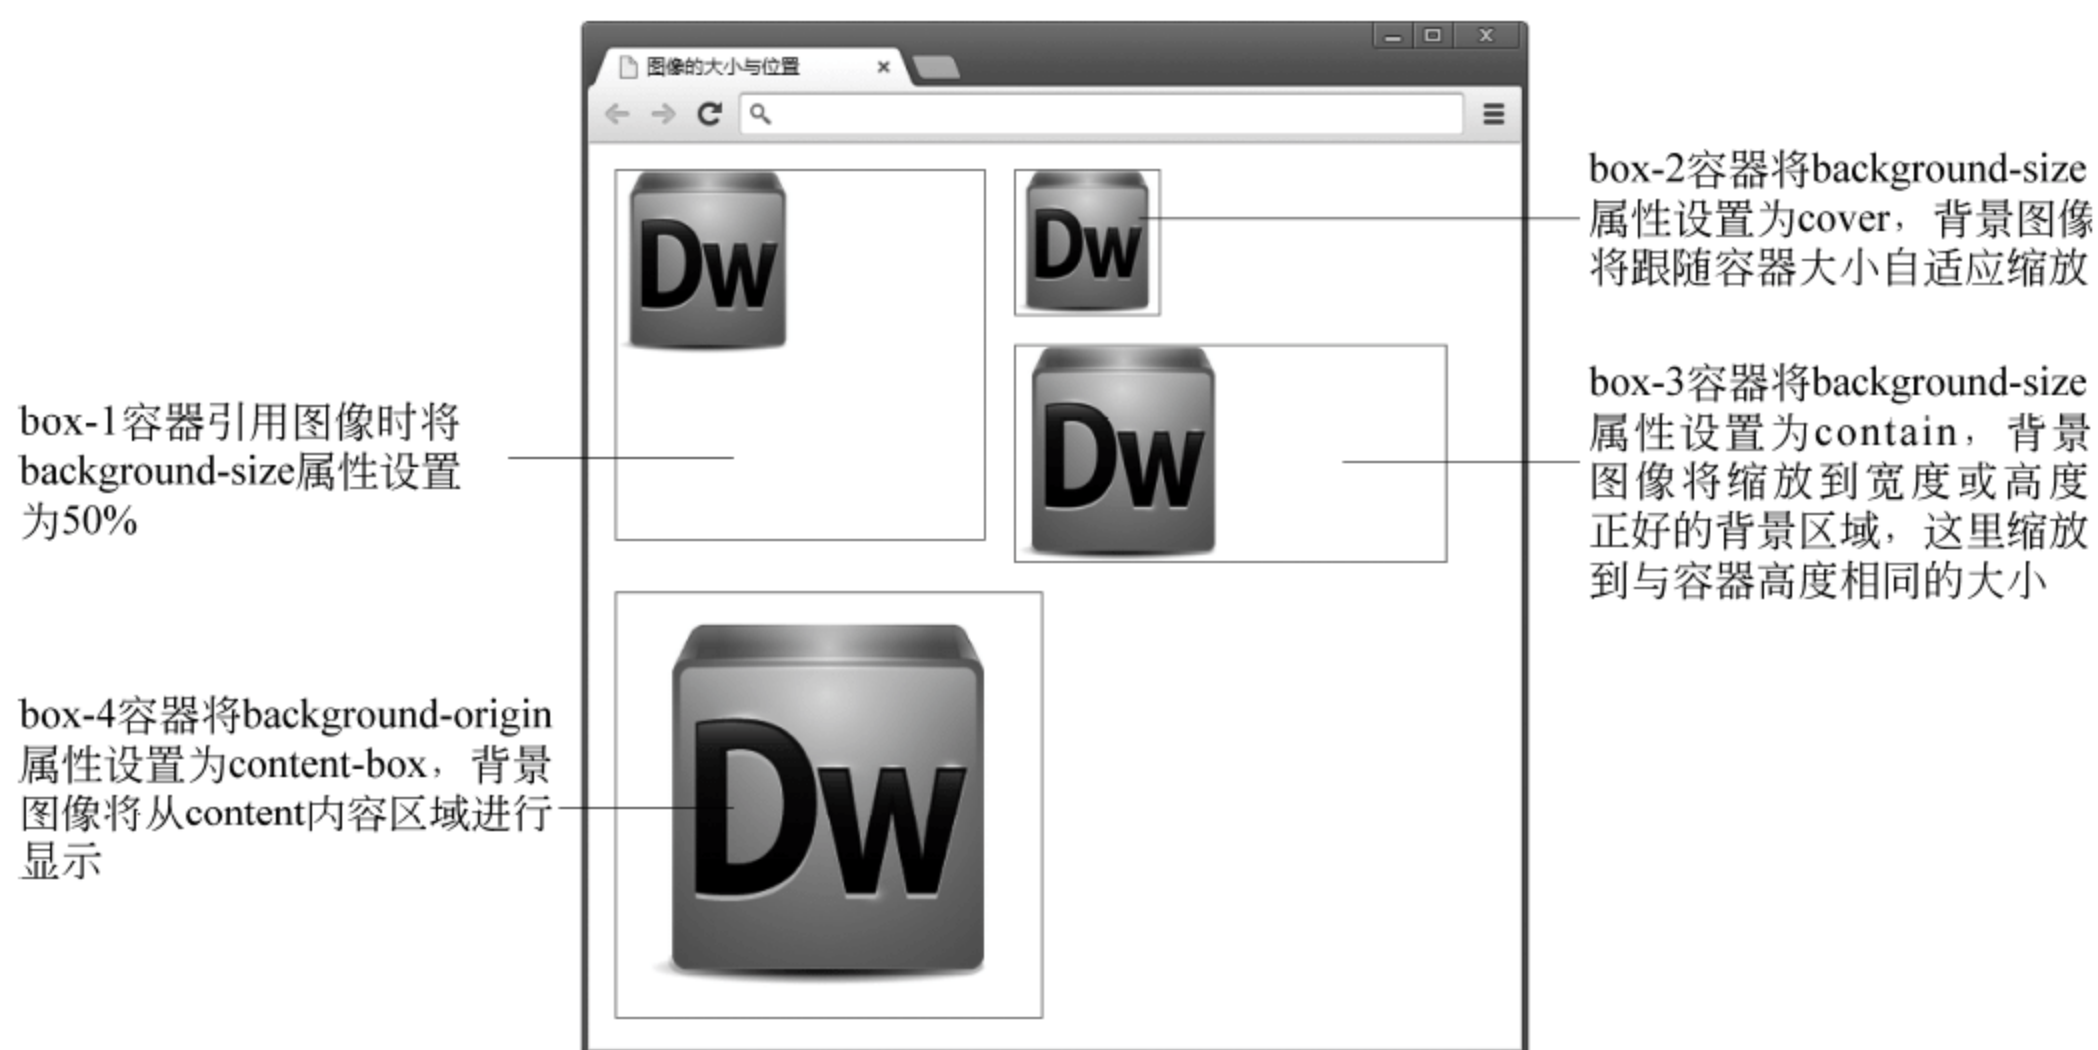 图像的大小与位置
Dw
Dw
box-2容器将background-size
属性设置为cover，背景图像
将跟随容器大小自适应缩放
Dw
box-3容器将background-size
属性设置为contain，背景
图像将缩放到宽度或高度
正好的背景区域，这里缩放
到与容器高度相同的大小
box-1容器引用图像时将
background-size属性设置
为50%
Dw
box-4容器将background-origin
属性设置为content-box，背景
图像将从content内容区域进行
显示